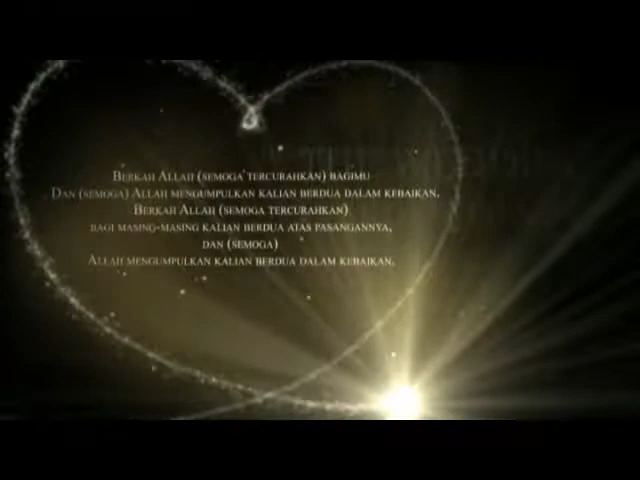 Berkah Allah (semoga tercurahkan) bagimu
Dan (semoga) Allah mengumpulkan kalian berdua dalam kebaikan.
Berkah Allah (semoga tercurahkan)
bagi masing-masing kalian berdua atas pasangannya,
dan (semoga)
Allah mengumpulkan kalian berdua dalam kebaikan.